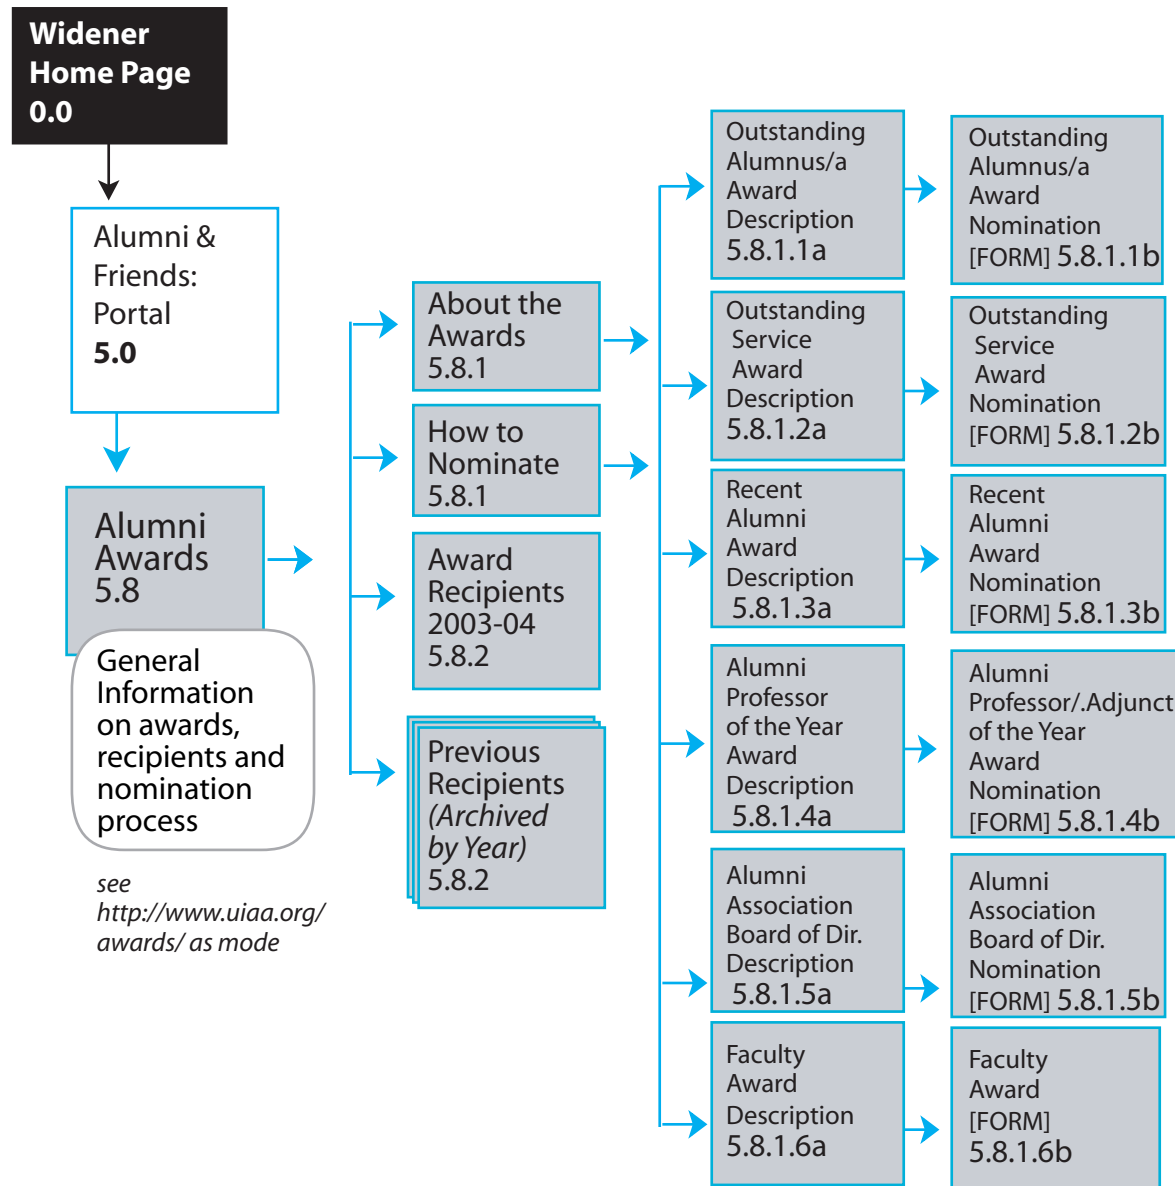 Widener
Home Page
0.0
Alumni &
Friends:
Portal
5.0
Alumni
Awards
5.8
General
Information
on awards,
recipients and
nomination
process
see
http://www.uiaa.org/
awards/ as mode
About the
Awards
5.8.1
How to
Nominate
5.8.1
Award
Recipients
2003-04
5.8.2
Previous
Recipients
(Archived
by Year)
5.8.2
Outstanding
Alumnus/a
Award
Description
5.8.1.1a
Outstanding
Alumnus/a
Award
Nomination
[FORM] 5.8.1.1b
Outstanding
Service
Award
Description
5.8.1.2a
Outstanding
Service
Award
Nomination
[FORM] 5.8.1.2b
Recent
Alumni
Award
Description
5.8.1.3a
Recent
Alumni
Award
Nomination
[FORM] 5.8.1.3b
Alumni
Professor
of the Year
Award
Description
5.8.1.4a
Alumni
Professor/.Adjunct
of the Year
Award
Nomination
[FORM] 5.8.1.4b
Alumni
Association
Board of Dir.
Description
5.8.1.5a
Alumni
Association
Board of Dir.
Nomination
[FORM] 5.8.1.5b
Faculty
Award
Description
5.8.1.6a
Faculty
Award
[FORM]
5.8.1.6b